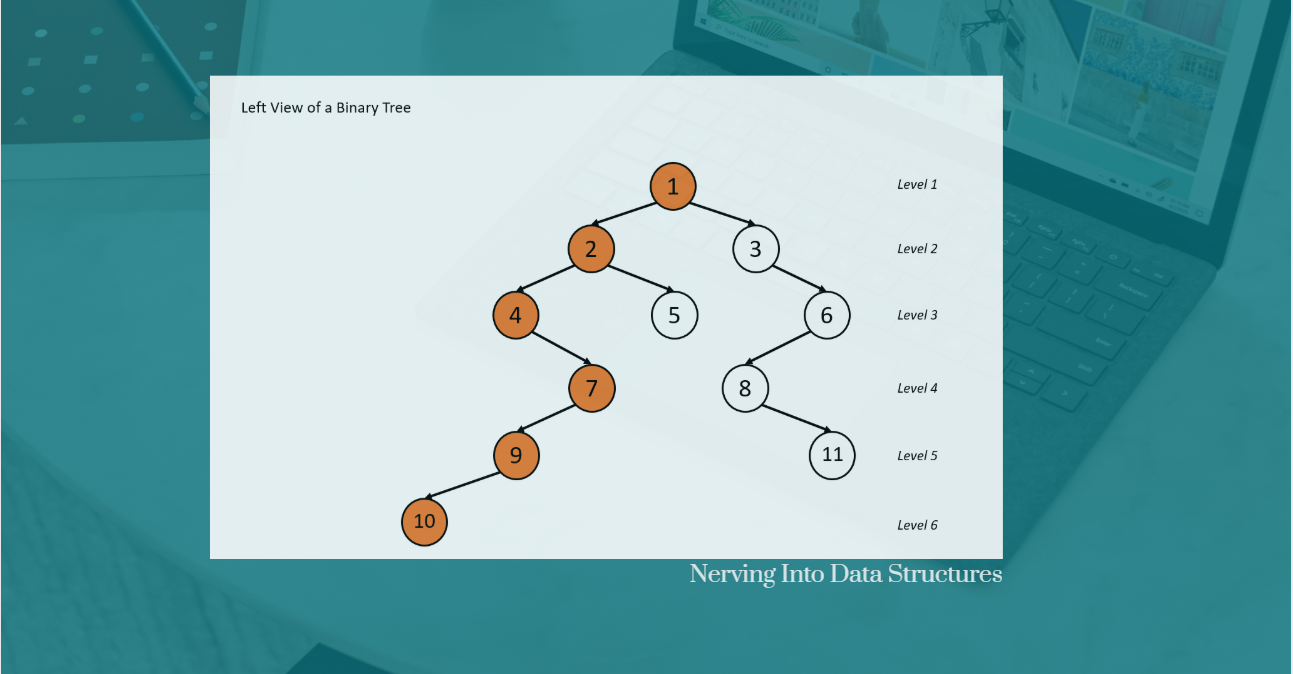 Left View of a Binary Tree
1 Level 1
2 3 Level 2
4 5 6 Level 3
7 8 Level 4
9 11 Level 5
10 Level 6
Nerving Into Data Structures